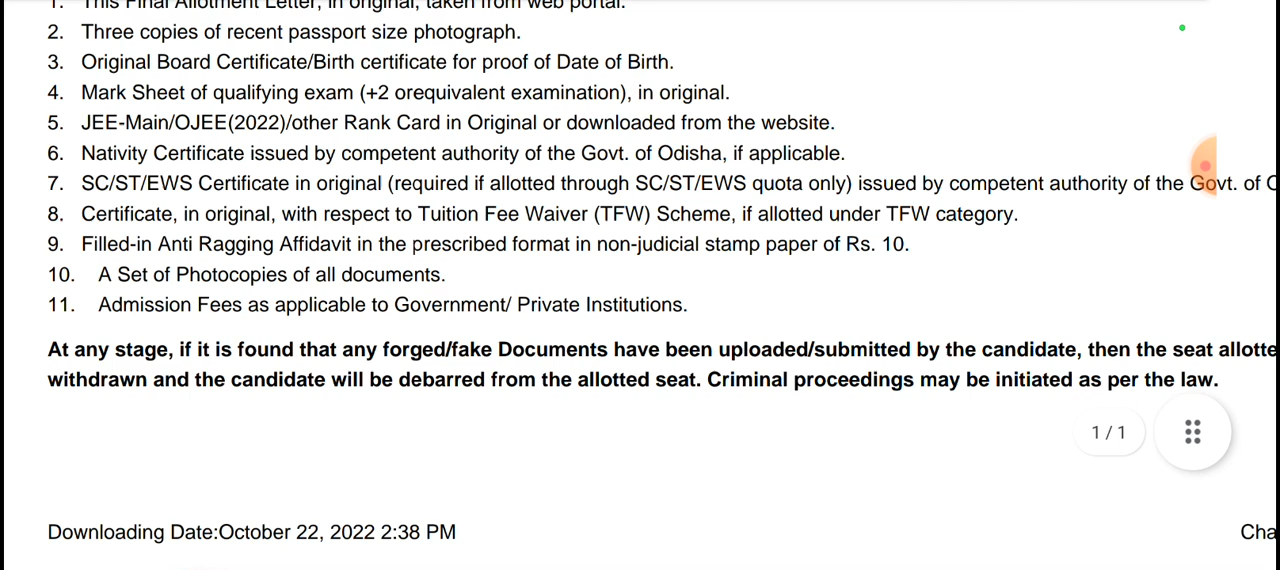 1. This Final Allotment Letter, in original, taken from web portal.
2. Three copies of recent passport size photograph.
3. Original Board Certificate/Birth certificate for proof of Date of Birth.
4. Mark Sheet of qualifying exam (+2 orequivalent examination), in original.
5. JEE-Main/OJEE(2022)/other Rank Card in Original or downloaded from the website.
6. Nativity Certificate issued by competent authority of the Govt. of Odisha, if applicable.
7. SC/ST/EWS Certificate in original (required if allotted through SC/ST/EWS quota only) issued by competent authority of the Govt. of
8. Certificate, in original, with respect to Tuition Fee Waiver (TFW) Scheme, if allotted under TFW category.
9. Filled-in Anti Ragging Affidavit in the prescribed format in non-judicial stamp paper of Rs. 10.
10. A Set of Photocopies of all documents.
11. Admission Fees as applicable to Government/ Private Institutions.
At any stage, if it is found that any forged/fake Documents have been uploaded/submitted by the candidate, then the seat allotte
withdrawn and the candidate will be debarred from the allotted seat. Criminal proceedings may be initiated as per the law.
1 / 1
Downloading Date:October 22, 2022 2:38 PM
Cha